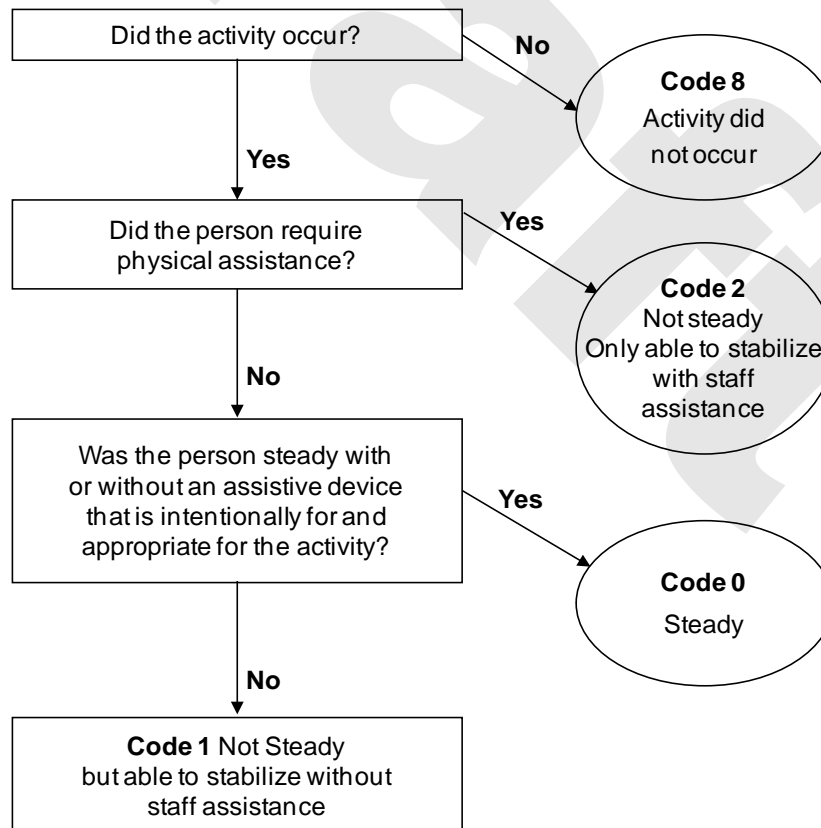 Did the activity occur?
No
Code 8
Activity did
not occur
Yes
Did the person require
physical assistance?
Yes
Code 2
Not steady
Only able to stabilize
with staff
assistance
No
Was the person steady with
or without an assistive device
that is intentionally for and
appropriate for the activity?
Yes
Code 0
Steady
No
Code 1 Not Steady
but able to stabilize without
staff assistance